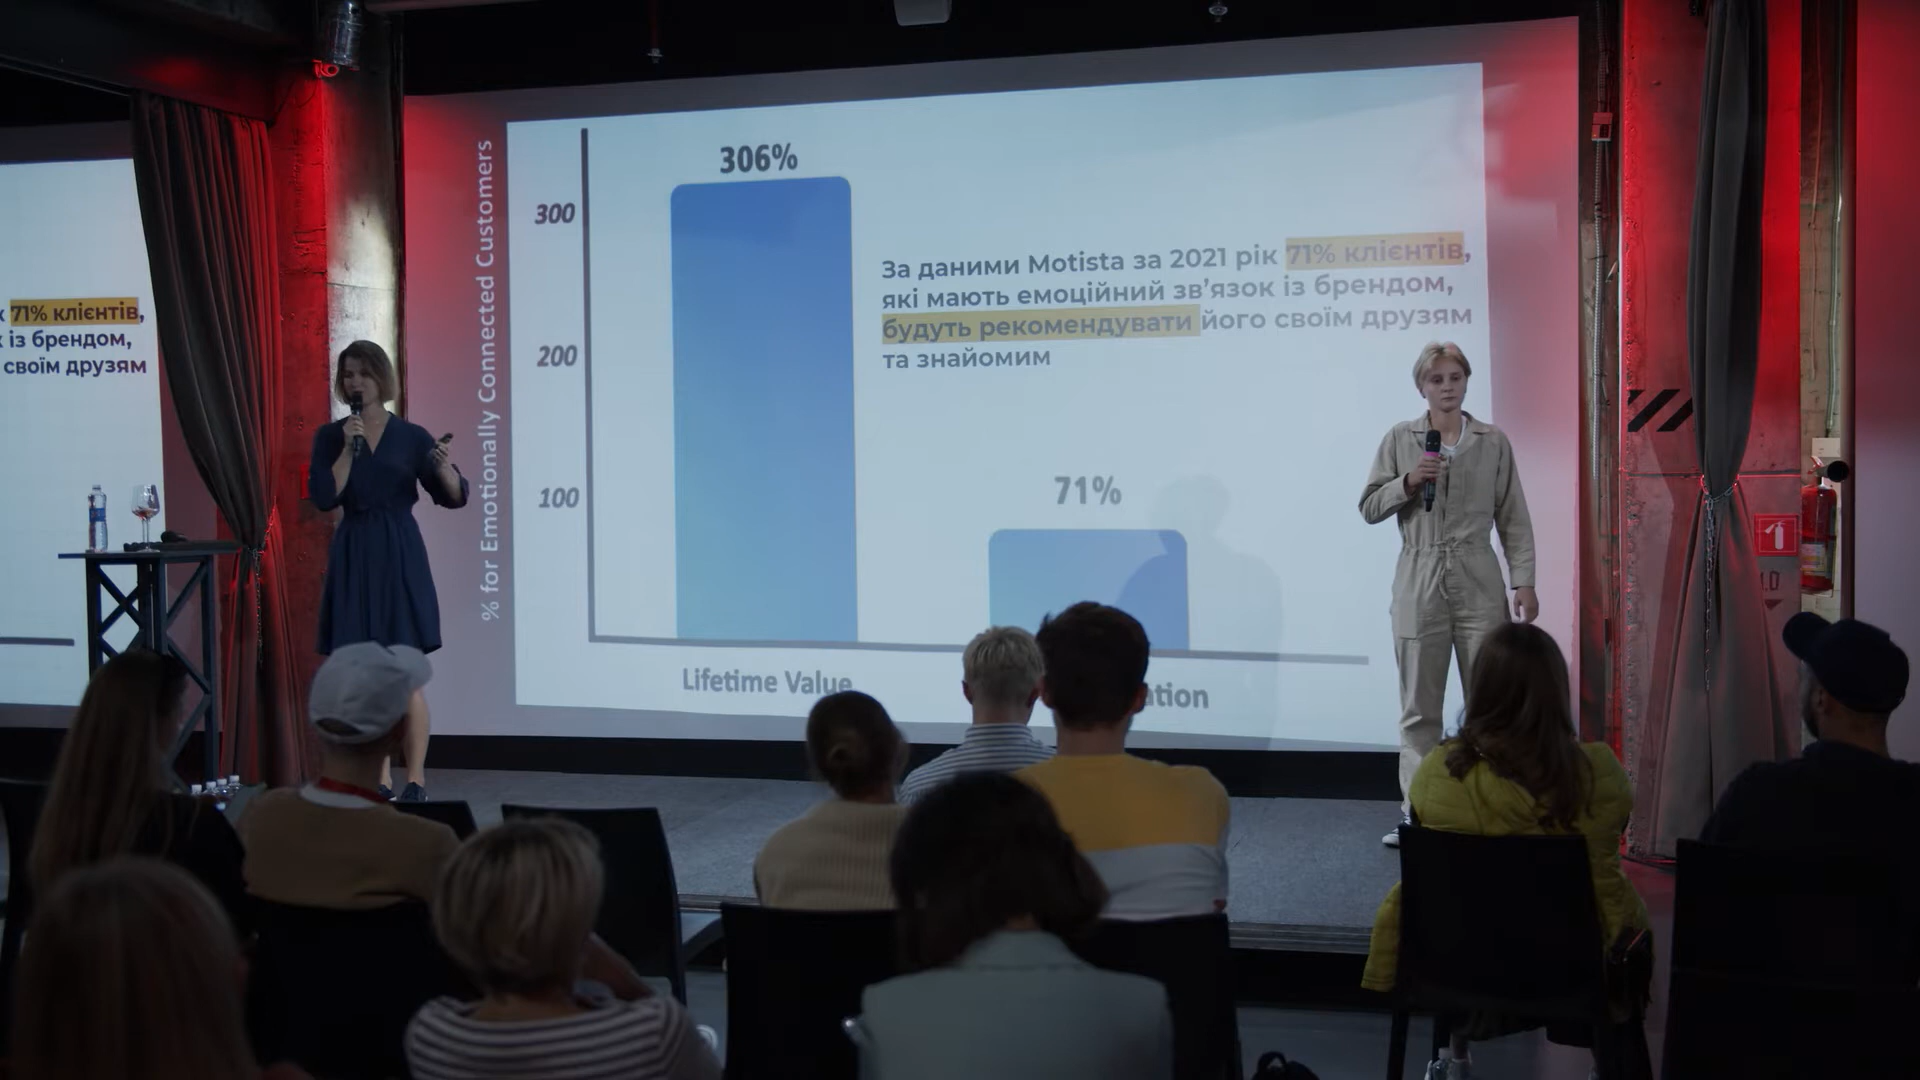 306%
300
200
100
% for Emotionally Connected Customers
За даними Motista за 2021 рік 71% клієнтів,
які мають емоційний зв’язок із брендом,
будуть рекомендувати його своїм друзям
та знайомим
71%
Lifetime Value
71% клієнтів,
із брендом,
своїм друзям